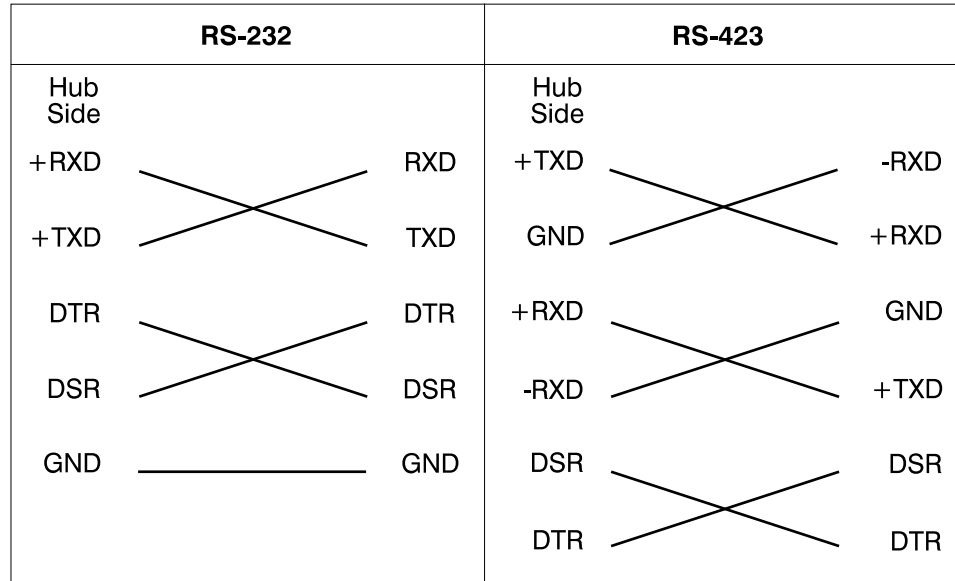 RS-232 RS-423
Hub
Side
+RXD RXD
+TXD TXD
DTR DTR
DSR DSR
GND GND
Hub
Side
+TXD -RXD
GND +RXD
+RXD GND
-RXD +TXD
DSR DSR
DTR DTR